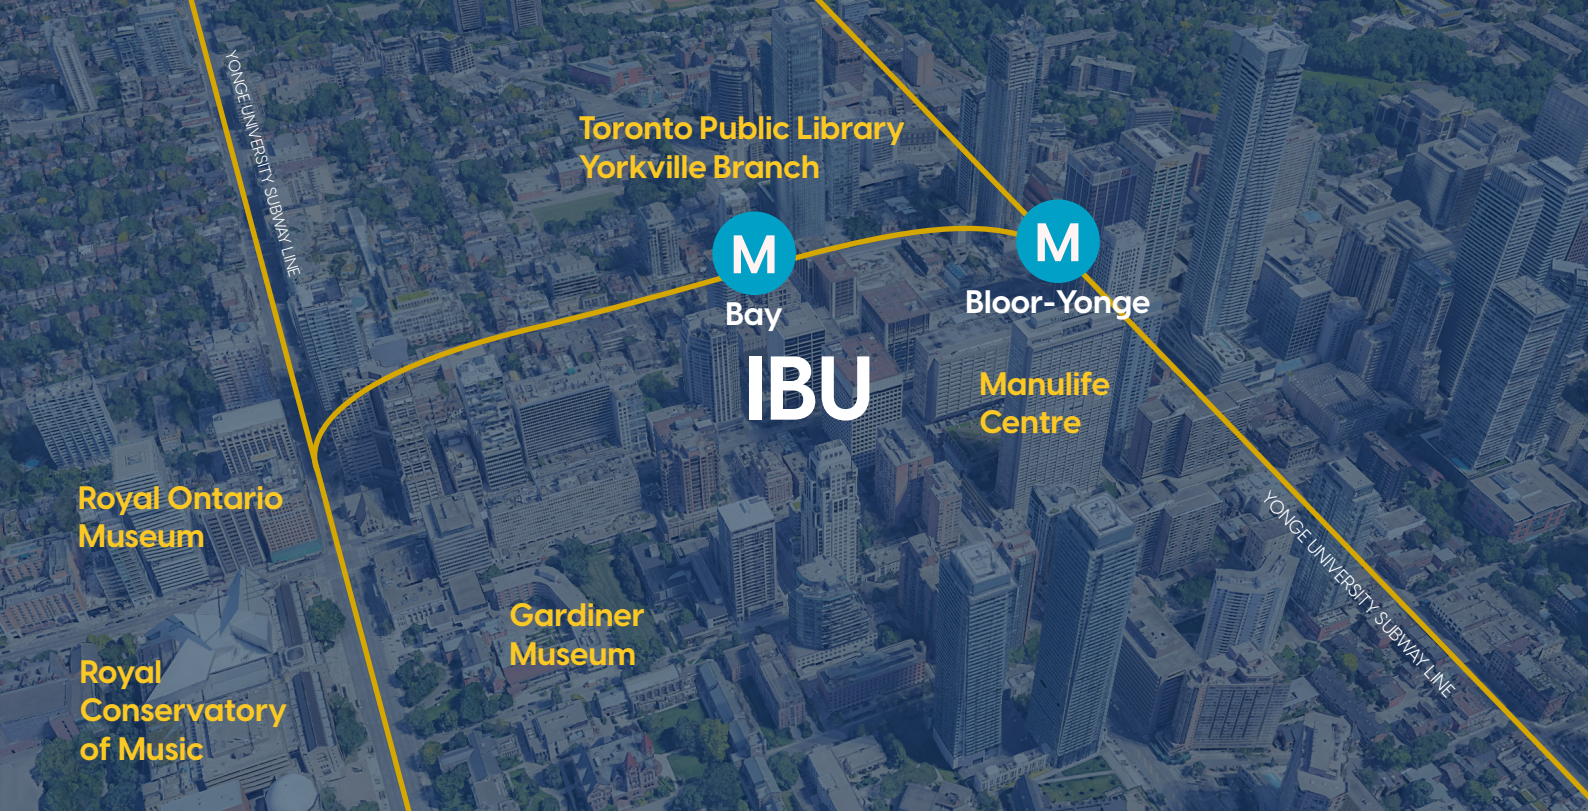 YONGE UNIVERSITY SUBWAY LINE
Toronto Public Library
Yorkville Branch
M
M
Bay
Bloor-Yonge
IBU
Manulife
Centre
Royal Ontario
Museum
YONGE UNIVERSITY SUBWAY LINE
Gardiner
Museum
Royal
Conservatory
of Music